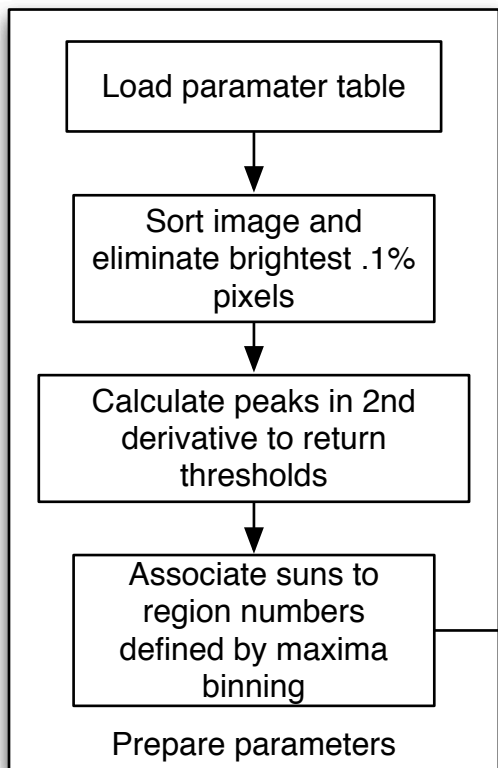 Load paramater table
Sort image and
eliminate brightest .1%
pixels
Calculate peaks in 2nd
derivative to return
thresholds
Associate suns to
region numbers
defined by maxima
binning
Prepare parameters